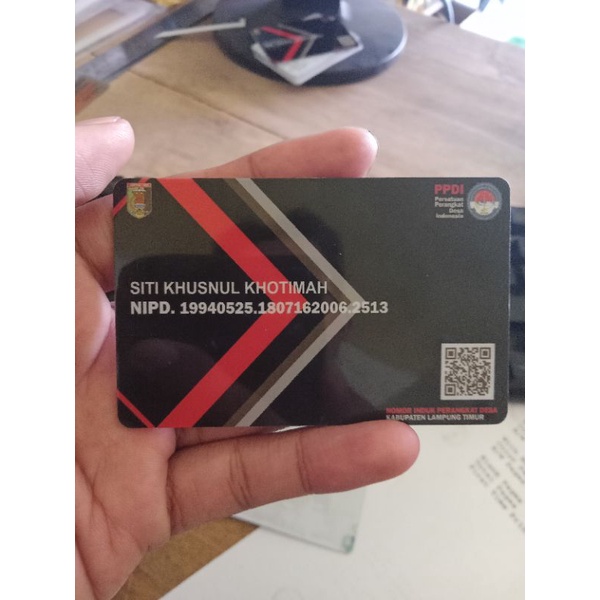 PPDI
Persatuan
Perangkat
Desa
Indonesia
SITI KHUSNUL KHOTIMAH
NIPD. 19940525.1807162006.2513
NOMOR INDUK PERANGKAT DESA
KABUPATEN LAMPUNG TIMUR